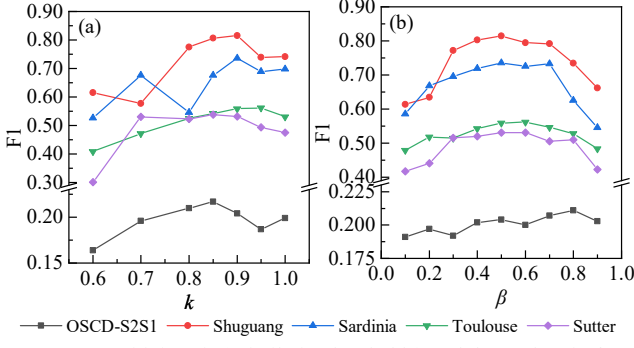 (a)
F1
0.90
0.80
0.70
0.60
0.50
0.40
0.30
0.20
0.15
0.6 0.7 0.8 0.9 1.0
k
(b)
F1
0.90
0.80
0.70
0.60
0.50
0.40
0.225
0.200
0.175
0.0 0.2 0.4 0.6 0.8 1.0
β
OSCD-S2S1 Shuguang Sardinia Toulouse Sutter